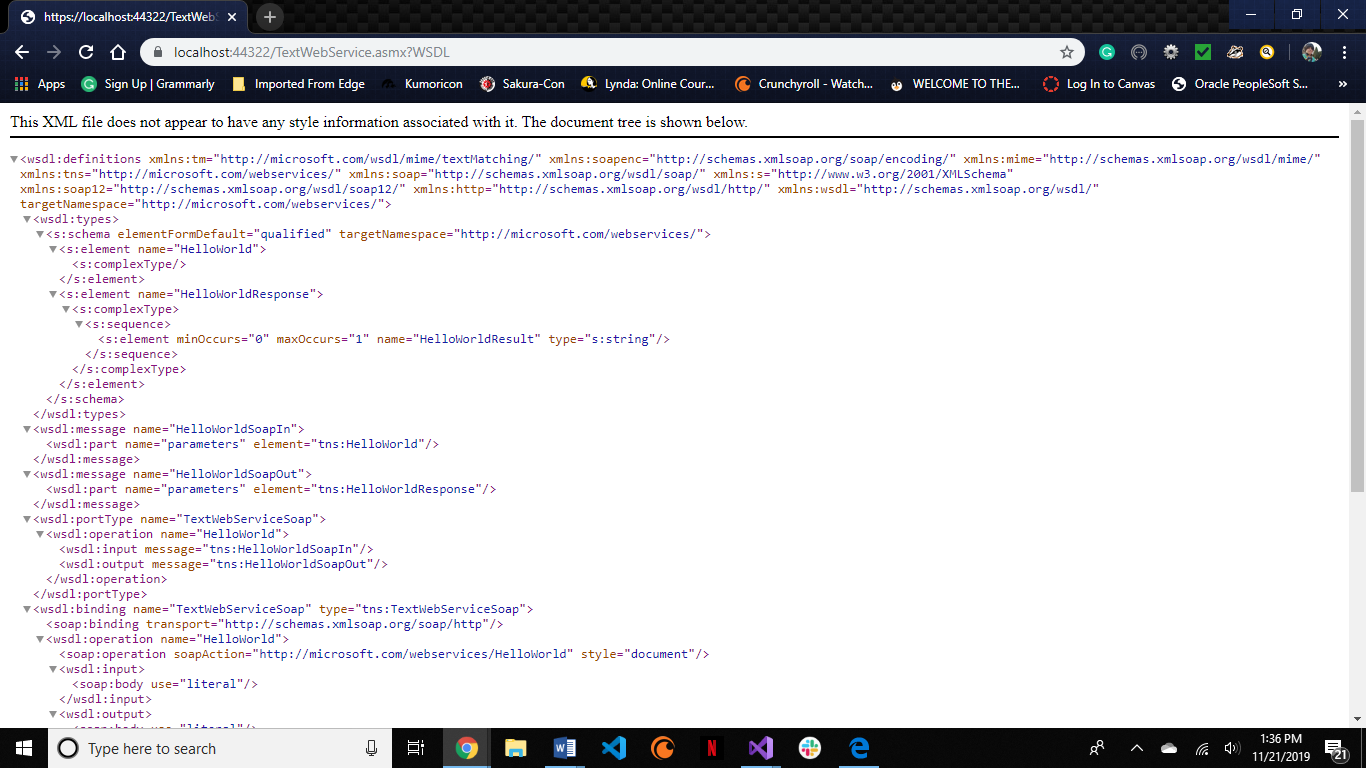 https://localhost:44322/TextWebS
localhost:44322/TextWebService.asmx?WSDL
Apps Sign Up | Grammarly Imported From Edge Kumoricon Sakura-Con Lynda: Online Cour... Crunchyroll - Watch... WELCOME TO THE... Log In to Canvas Oracle PeopleSoft S... »
This XML file does not appear to have any style information associated with it. The document tree is shown below.
▼<wsdl:definitions xmlns:tm="http://microsoft.com/wsdl/mime/textMatching/" xmlns:soapenc="http://schemas.xmlsoap.org/soap/encoding/" xmlns:mime="http://schemas.xmlsoap.org/wsdl/mime/"
xmlns:tns="http://microsoft.com/webservices/" xmlns:soap="http://schemas.xmlsoap.org/wsdl/soap/" xmlns:s="http://www.w3.org/2001/XMLSchema"
xmlns:soap12="http://schemas.xmlsoap.org/wsdl/soap12/" xmlns:http="http://schemas.xmlsoap.org/wsdl/http/" xmlns:wsdl="http://schemas.xmlsoap.org/wsdl/"
targetNamespace="http://microsoft.com/webservices/">
▼<wsdl:types>
▼<s:schema elementFormDefault="qualified" targetNamespace="http://microsoft.com/webservices/">
▼<s:element name="HelloWorld">
<s:complexType/>
</s:element>
▼<s:element name="HelloWorldResponse">
▼<s:complexType>
▼<s:sequence>
<s:element minOccurs="0" maxOccurs="1" name="HelloWorldResult" type="s:string"/>
</s:sequence>
</s:complexType>
</s:element>
</s:schema>
</wsdl:types>
▼<wsdl:message name="HelloWorldSoapIn">
<wsdl:part name="parameters" element="tns:HelloWorld"/>
</wsdl:message>
▼<wsdl:message name="HelloWorldSoapOut">
<wsdl:part name="parameters" element="tns:HelloWorldResponse"/>
</wsdl:message>
▼<wsdl:portType name="TextWebServiceSoap">
▼<wsdl:operation name="HelloWorld">
<wsdl:input message="tns:HelloWorldSoapIn"/>
<wsdl:output message="tns:HelloWorldSoapOut"/>
</wsdl:operation>
</wsdl:portType>
▼<wsdl:binding name="TextWebServiceSoap" type="tns:TextWebServiceSoap">
<soap:binding transport="http://schemas.xmlsoap.org/soap/http"/>
▼<wsdl:operation name="HelloWorld">
<soap:operation soapAction="http://microsoft.com/webservices/HelloWorld" style="document"/>
▼<wsdl:input>
<soap:body use="literal"/>
</wsdl:input>
▼<wsdl:output>
<soap:body use="literal"/>
Type here to search
1:36 PM
11/21/2019
21